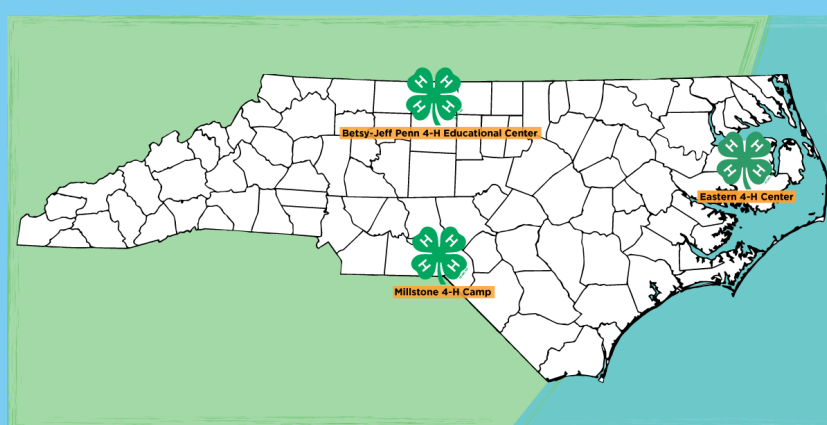 H H
H H
Betsy-Jeff Penn 4-H Educational Center
H H
H H
Eastern 4-H Center
H H
H H
Millstone 4-H Camp